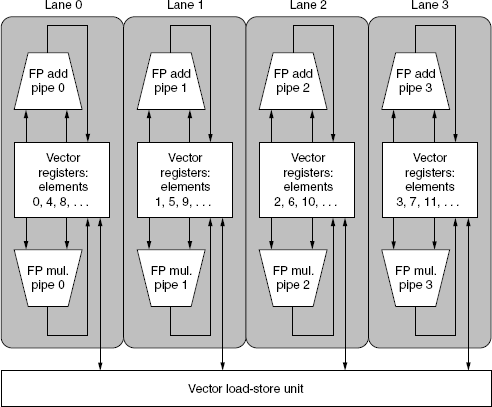 Lane 0 Lane 1 Lane 2 Lane 3
FP add FP add FP add FP add
pipe 0 pipe 1 pipe 2 pipe 3
Vector Vector Vector Vector
registers: registers: registers: registers:
elements elements elements elements
0, 4, 8, . . . 1, 5, 9, . . . 2, 6, 10, . . . 3, 7, 11, . . .
FP mul. FP mul. FP mul. FP mul.
pipe 0 pipe 1 pipe 2 pipe 3
Vector load-store unit